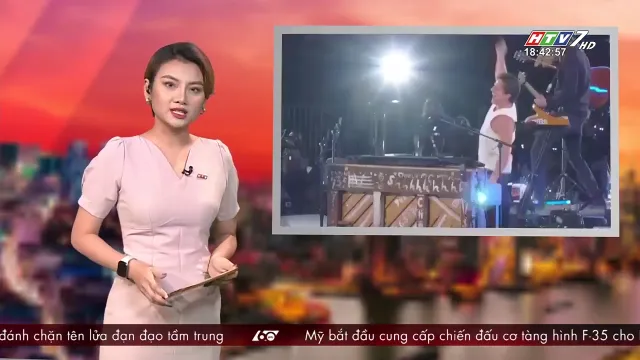 HTV7 HD
18:42:57
đánh chặn tên lửa đạn đạo tầm trung 60 Mỹ bắt đầu cung cấp chiến đấu cơ tàng hình F-35 cho